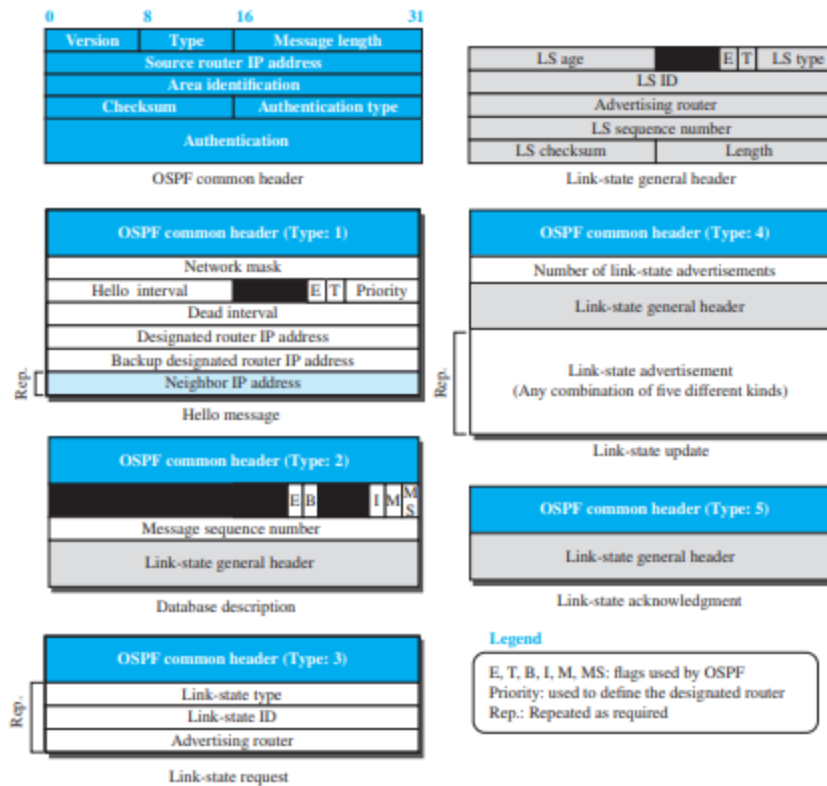 0 8 16 31
Version Type Message length
Source router IP address
Area identification
Checksum Authentication type
Authentication
OSPF common header
LS age E T LS type
LS ID
Advertising router
LS sequence number
LS checksum Length
Link-state general header
OSPF common header (Type: 1)
Network mask
Hello interval E T Priority
Dead interval
Designated router IP address
Backup designated router IP address
Rep. Neighbor IP address
Hello message
OSPF common header (Type: 4)
Number of link-state advertisements
Link-state general header
Rep. Link-state advertisement
(Any combination of five different kinds)
Link-state update
OSPF common header (Type: 2)
E B I M MS
Message sequence number
Link-state general header
Database description
OSPF common header (Type: 5)
Link-state general header
Link-state acknowledgment
OSPF common header (Type: 3)
Rep. Link-state type
Link-state ID
Advertising router
Link-state request
Legend
E, T, B, I, M, MS: flags used by OSPF
Priority: used to define the designated router
Rep.: Repeated as required